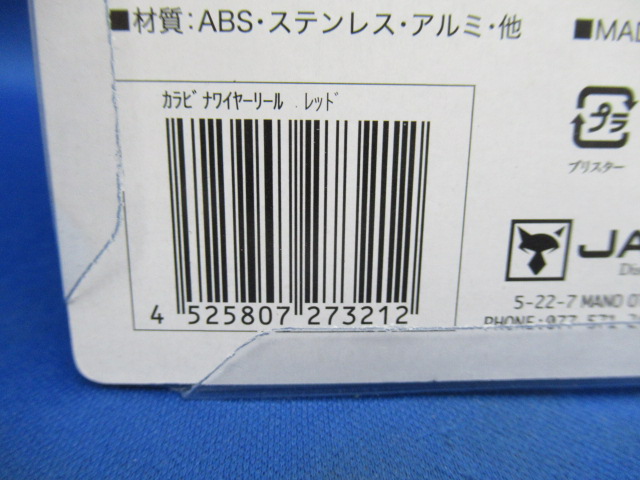 ■材質：ABS・ステンレス・アルミ・他
■MAD
ｶﾗﾋﾞﾅﾜｲﾔｰﾘｰﾙ ﾚｯﾄﾞ
4 525807 273212
プラ
ブリスター
JA
Dis
5-22-7 MANO
PHONE:077